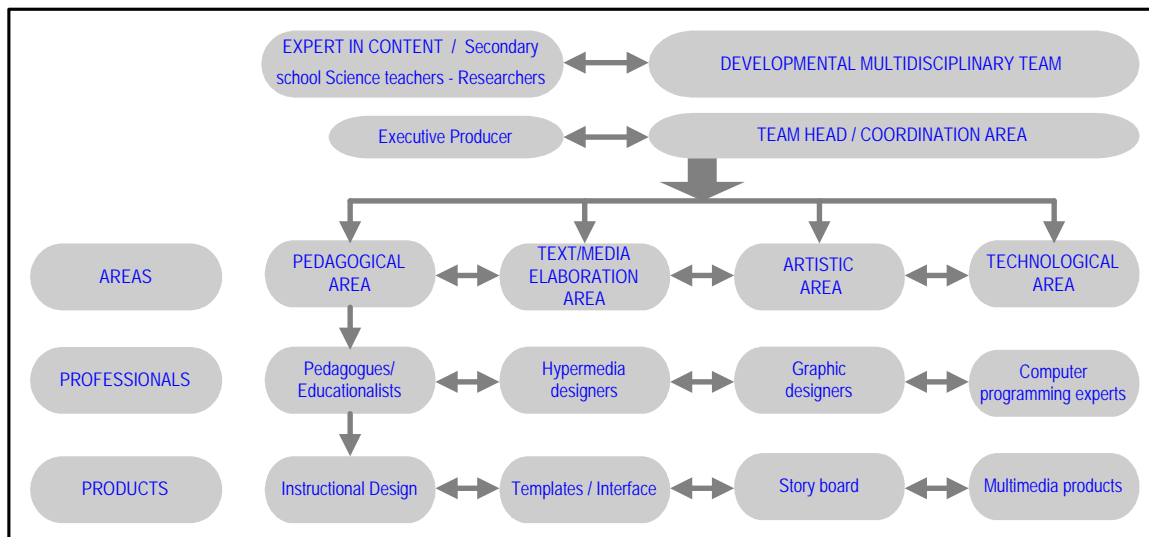 EXPERT IN CONTENT / Secondary
school Science teachers - Researchers
DEVELOPMENTAL MULTIDISCIPLINARY TEAM
Executive Producer
TEAM HEAD / COORDINATION AREA
AREAS
PEDAGOGICAL
AREA
TEXT/MEDIA
ELABORATION
AREA
ARTISTIC
AREA
TECHNOLOGICAL
AREA
PROFESSIONALS
Pedagogues/
Educationalists
Hypermedia
designers
Graphic
designers
Computer
programming experts
PRODUCTS
Instructional Design
Templates / Interface
Story board
Multimedia products